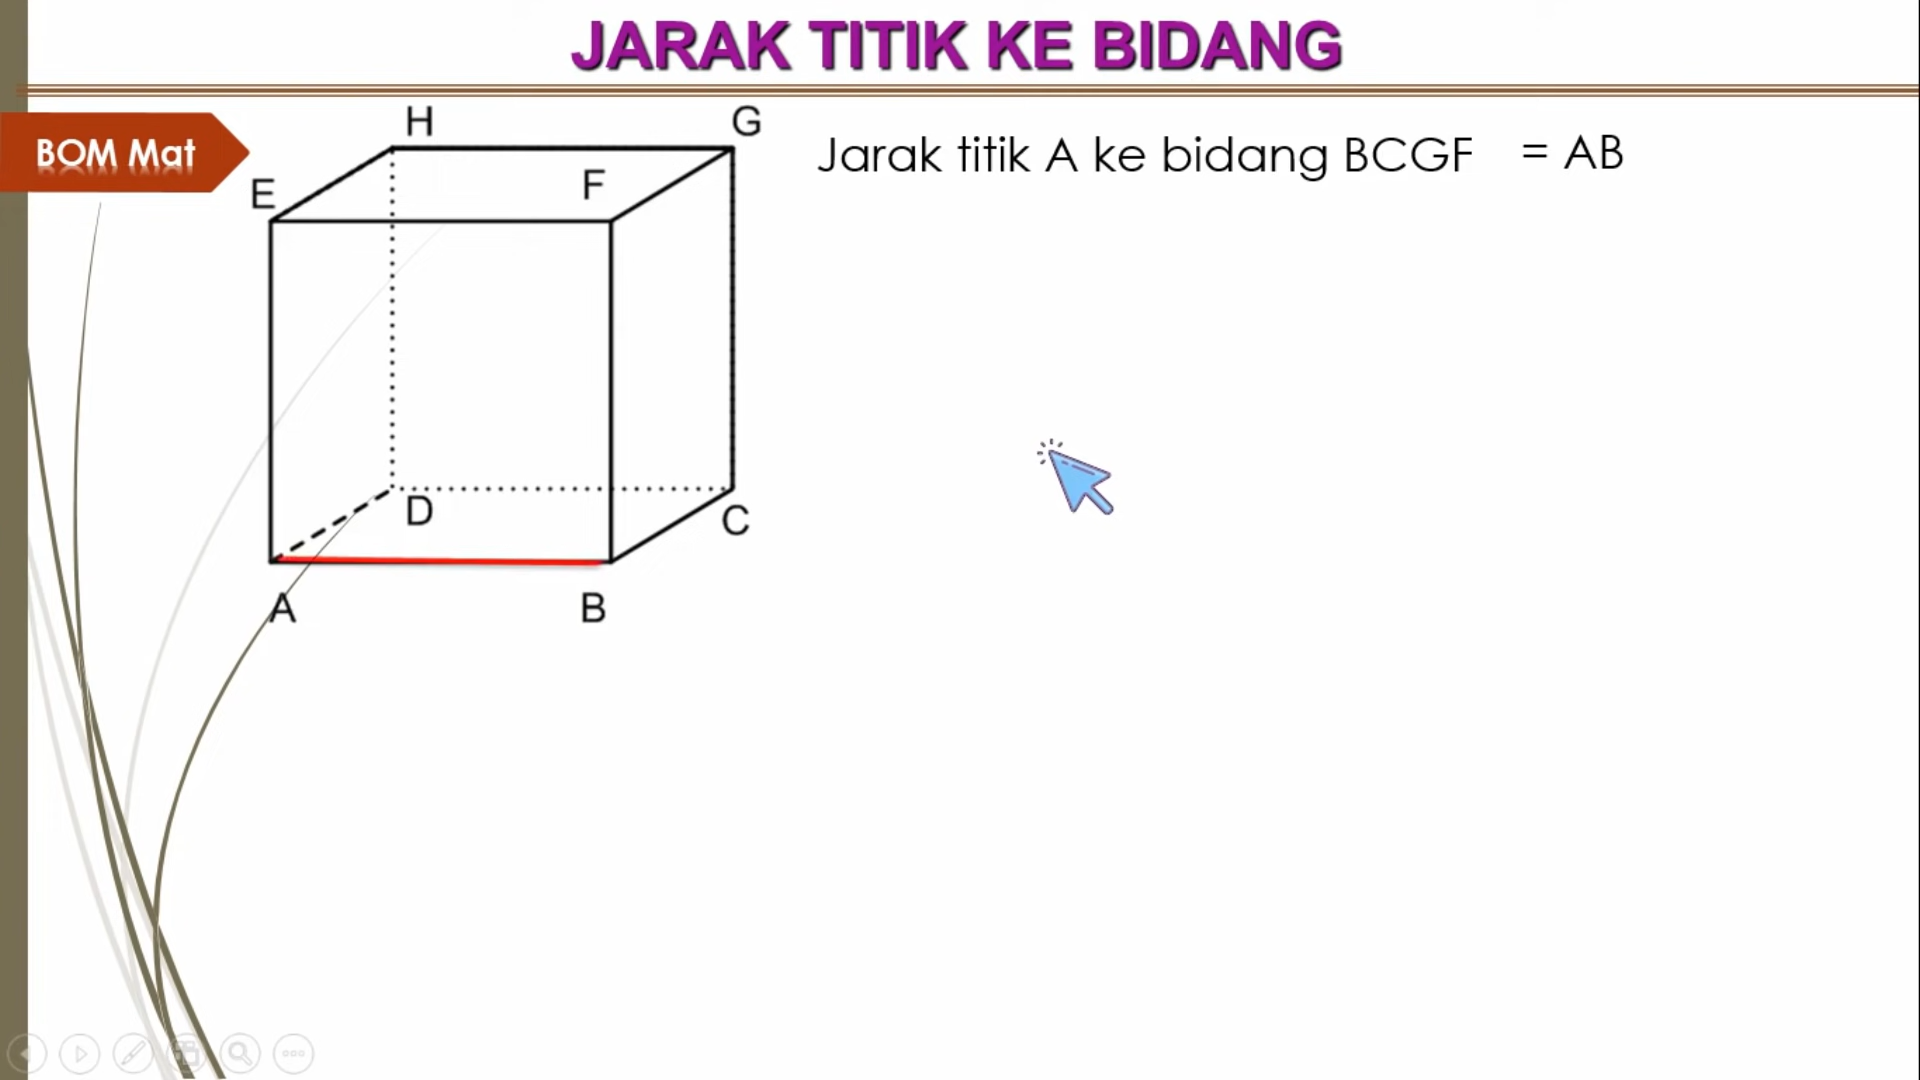 JARAK TITIK KE BIDANG
BOM Mat
H
G
Jarak titik A ke bidang BCGF = AB
E
F
D
C
A
B